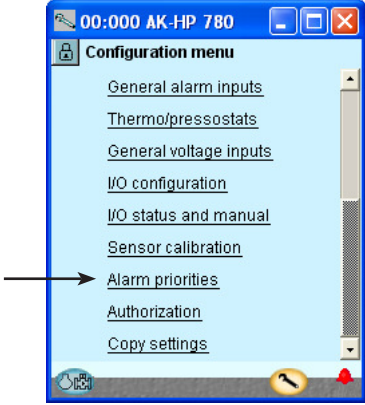 00:000 AK-HP 780
Configuration menu
General alarm inputs
Thermo/pressostats
General voltage inputs
I/O configuration
I/O status and manual
Sensor calibration
Alarm priorities
Authorization
Copy settings